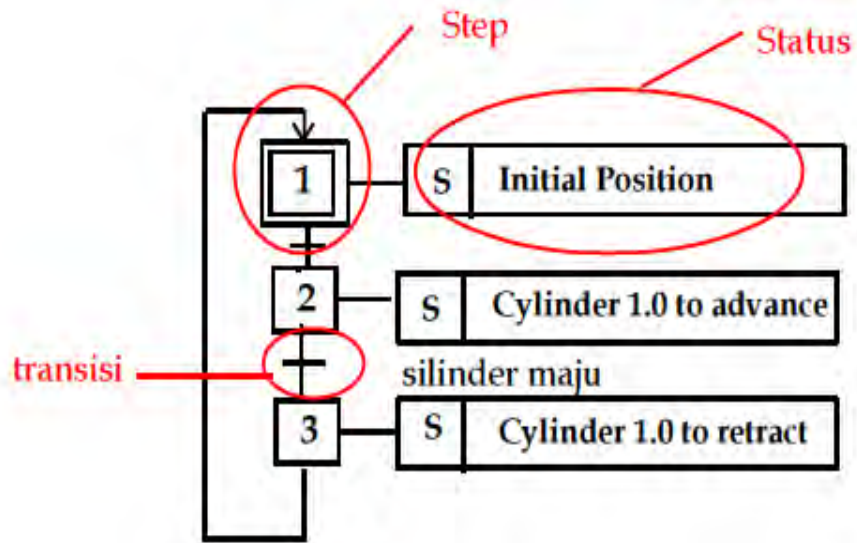 Step
Status
1
S
Initial Position
2
S
Cylinder 1.0 to advance
transisi
silinder maju
3
S
Cylinder 1.0 to retract